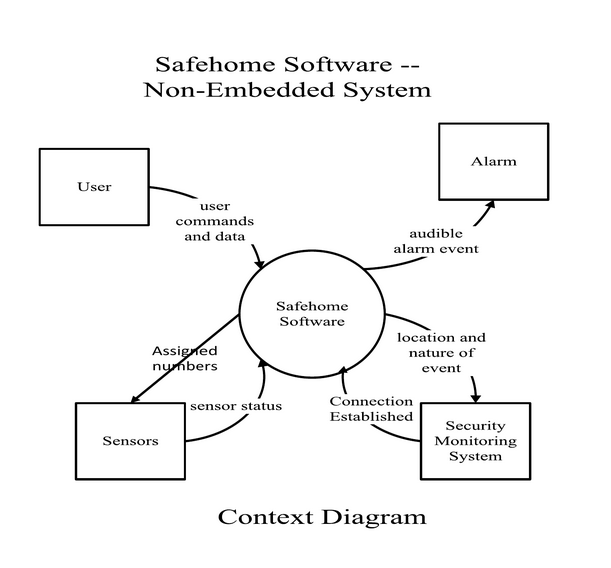 Safehome Software --
Non-Embedded System
Alarm
User
user
commands
and data
audible
alarm event
Safehome
Software
location and
nature of
event
Assigned
numbers
sensor status
Connection
Established
Sensors
Security
Monitoring
System
Context Diagram